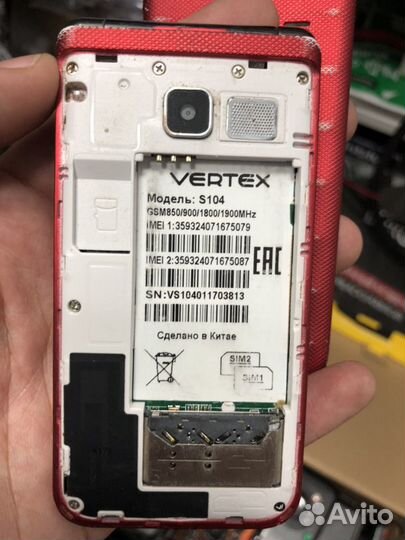 VERTEX
Модель: S104
GSM850/900/1800/1900MHz
IMEI 1:359324071675079
IMEI 2:359324071675087
EAC
SN:VS104011703813
Сделано в Китае
SIM2
SIM1
Avito